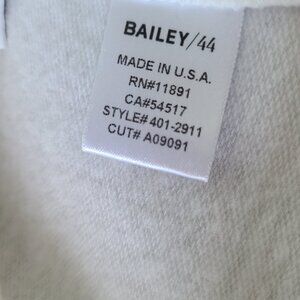 BAILEY/44
MADE IN U.S.A.
RN#11891
CA#54517
STYLE# 401-2911
CUT# A09091